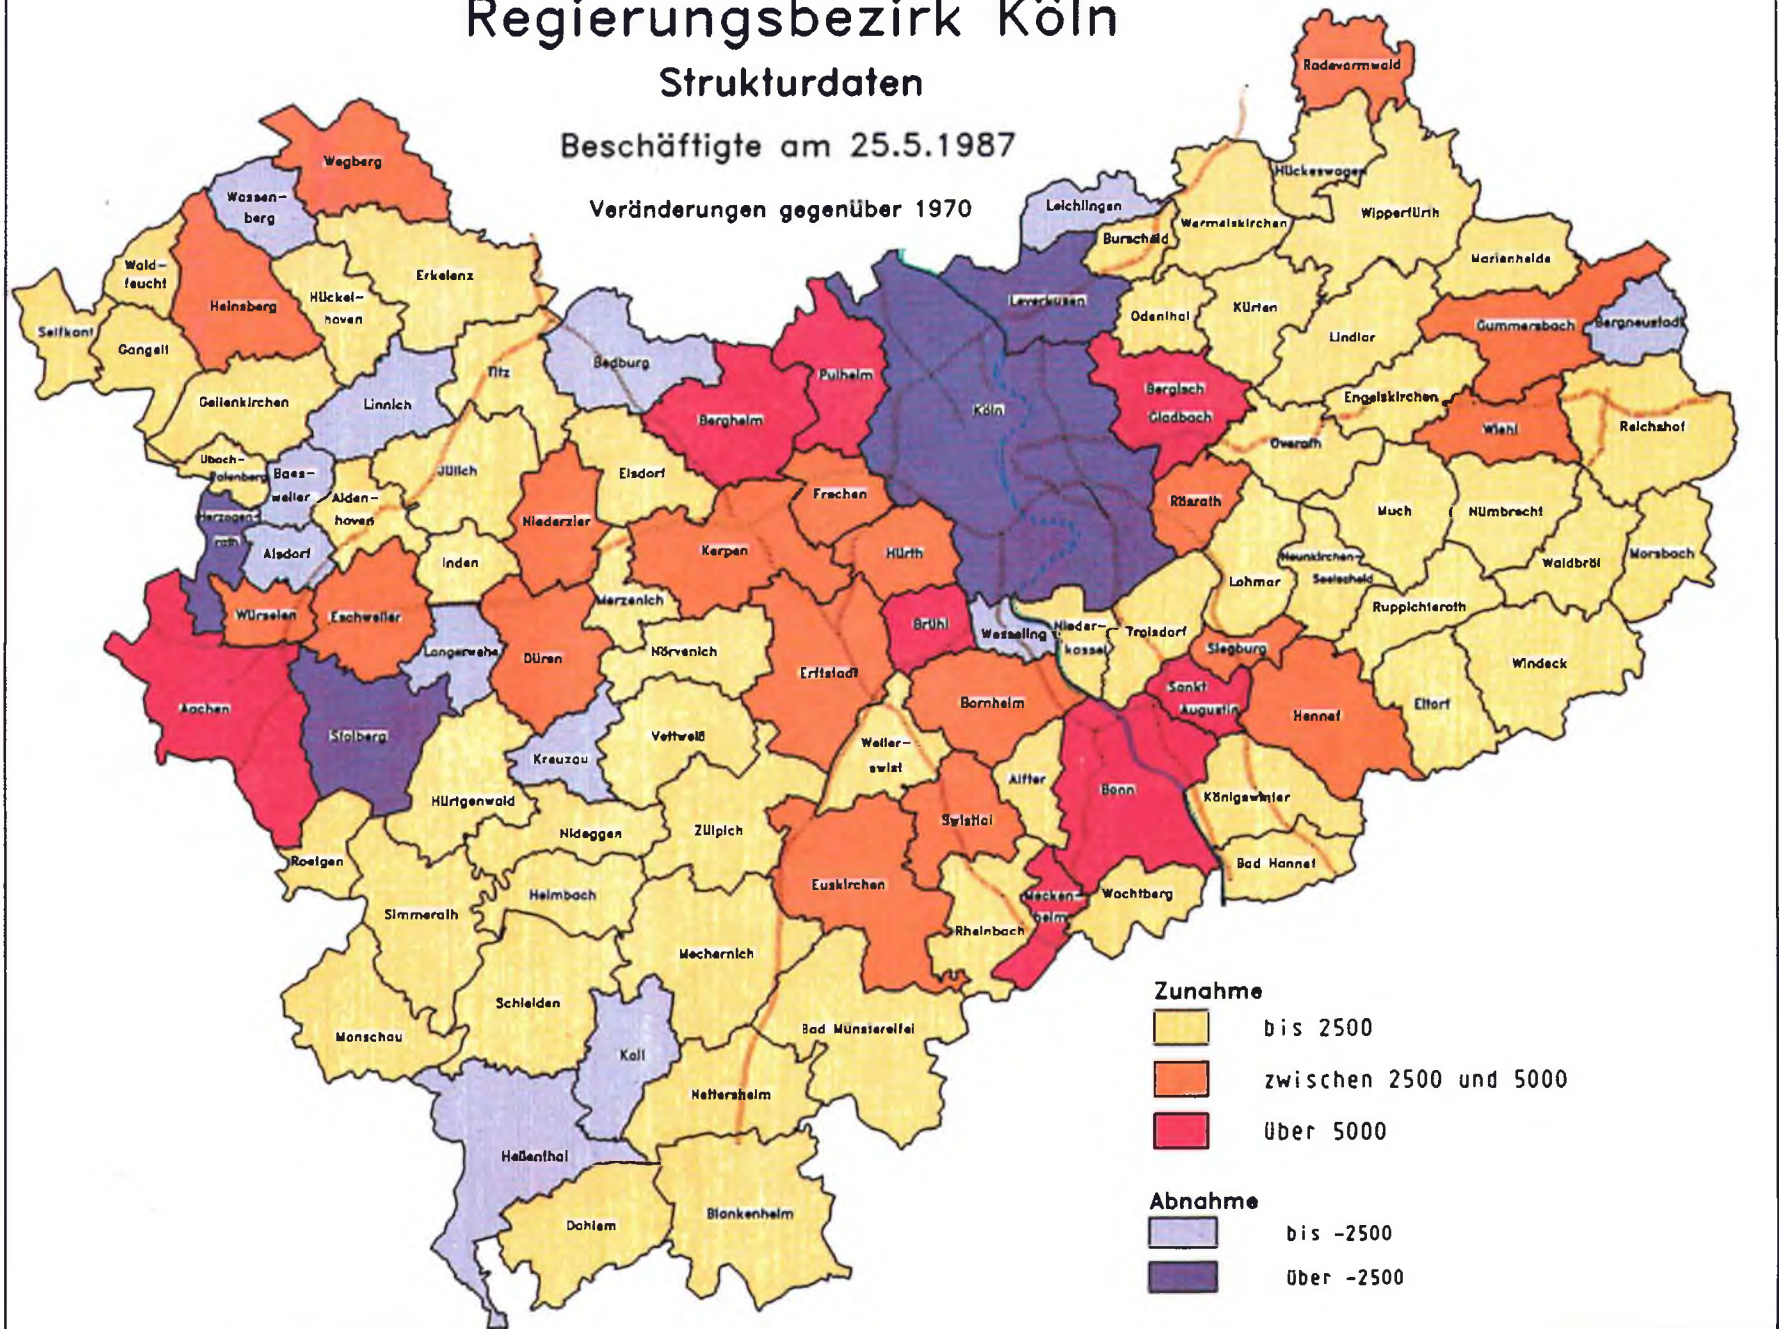 Regierungsbezirk Köln
Strukturdaten
Beschäftigte am 25.5.1987
Veränderungen gegenüber 1970
Radevormwald
Wegberg
Hückeswagen
Wassen-
berg
Leichlingen
Wermelskirchen
Wipperfürth
Burscheid
Wald-
feucht
Erkelenz
Marienheide
Heinsberg
Hückel-
hoven
Leverkusen
Odenthal
Kürten
Selfkant
Gangelt
Lindlar
Gummersbach
Bergneustadt
Titz
Bedburg
Pulheim
Bergisch
Gladbach
Geilenkirchen
Linnich
Bergheim
Köln
Engelskirchen
Overath
Wiehl
Reichshof
Übach-
Palenberg
Baes-
weiler
Jülich
Elsdorf
Alden-
hoven
Frechen
Rösrath
Much
Nümbrecht
Herzogen-
rath
Alsdorf
Niederzier
Inden
Kerpen
Hürth
Neunkirchen-
Seelscheid
Lohmar
Waldbröl
Morsbach
Würselen
Eschweiler
Merzenich
Ruppichteroth
Brühl
Wesseling
Nieder-
kassel
Troisdorf
Langerwehe
Düren
Nörvenich
Siegburg
Windeck
Aachen
Erftstadt
Bornheim
Sankt
Augustin
Hennef
Eitorf
Stolberg
Kreuzau
Vettweiß
Weiler-
swist
Alfter
Bonn
Königswinter
Hürtgenwald
Nideggen
Zülpich
Swisttal
Roetgen
Bad Honnef
Simmerath
Heimbach
Euskirchen
Mecken-
heim
Wachtberg
Rheinbach
Mechernich
Schleiden
Monschau
Bad Münstereifel
Kall
Nettersheim
Hellenthal
Dahlem
Blankenheim
Zunahme
bis 2500
zwischen 2500 und 5000
über 5000
Abnahme
bis -2500
über -2500